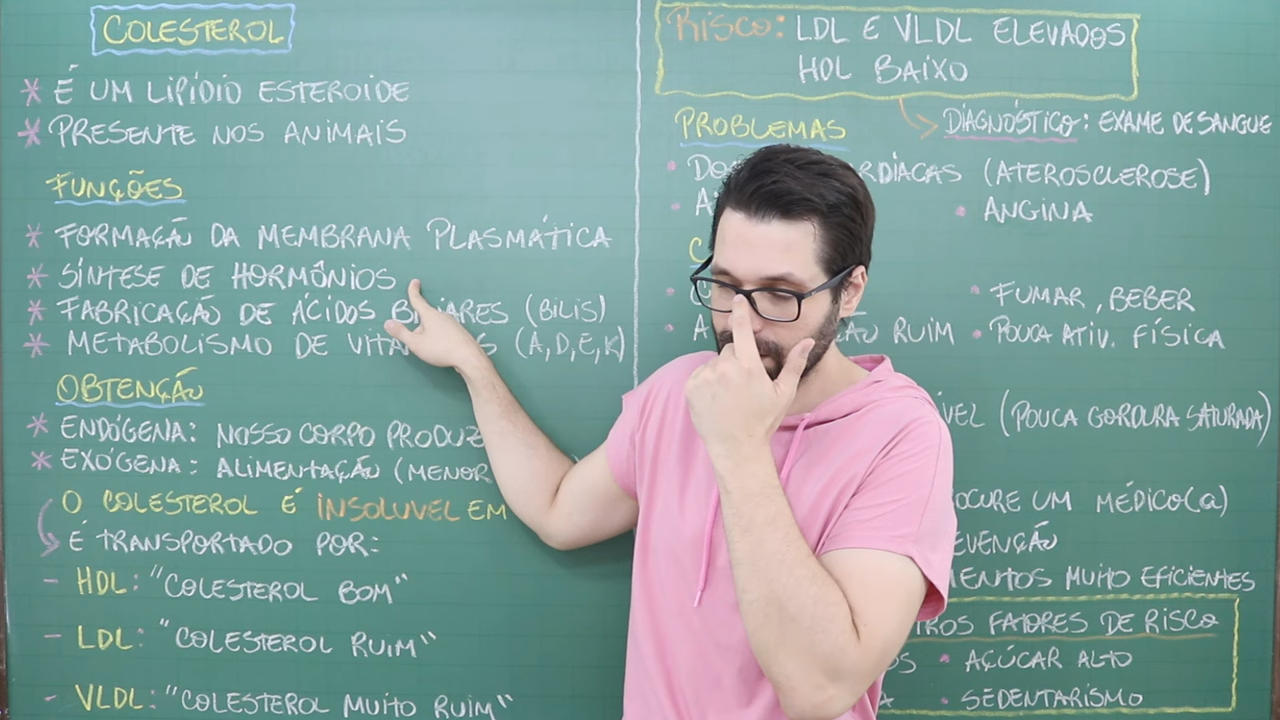 COLESTEROL
* É UM LIPÍDIO ESTEROIDE
* PRESENTE NOS ANIMAIS
FUNÇÕES
* FORMAÇÃO DA MEMBRANA PLASMÁTICA
* SÍNTESE DE HORMÔNIOS
* FABRICAÇÃO DE ÁCIDOS (BÍLIS)
* METABOLISMO DE (A,D,E,K)
OBTENÇÃO
* ENDÓGENA: NOSSO CORPO PRODUZ
* EXÓGENA: ALIMENTAÇÃO (MENOR
O COLESTEROL É INSOLUVEL EM
É TRANSPORTADO POR:
- HDL: "COLESTEROL BOM"
- LDL: "COLESTEROL RUIM"
- VLDL: "COLESTEROL MUITO RUIM"
RISCO: LDL E VLDL ELEVADOS
HDL BAIXO
DIAGNÓSTICO: EXAME DE SANGUE
PROBLEMAS
(ATEROSCLEROSE)
• ANGINA
• FUMAR, BEBER
RUIM • POUCA ATIV. FÍSICA
(POUCA GORDURA SATURADA)
UM MÉDICO(A)
MUITO EFICIENTES
FATORES DE RISCO
• AÇÚCAR ALTO
• SEDENTARISMO